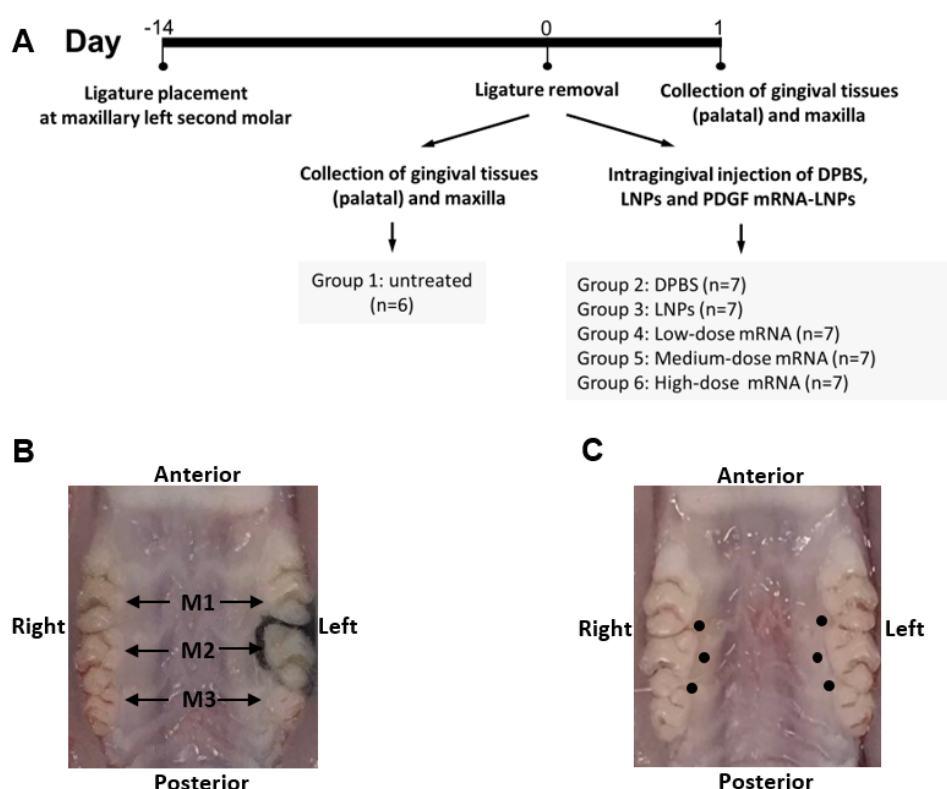 A Day
-14
0
1
Ligature placement
at maxillary left second molar
Ligature removal
Collection of gingival tissues
(palatal) and maxilla
Collection of gingival tissues
(palatal) and maxilla
Intragingival injection of DPBS,
LNPs and PDGF mRNA-LNPs
Group 1: untreated
(n=6)
Group 2: DPBS (n=7)
Group 3: LNPs (n=7)
Group 4: Low-dose mRNA (n=7)
Group 5: Medium-dose mRNA (n=7)
Group 6: High-dose mRNA (n=7)
B
Anterior
Right
M1
M2
M3
Left
Posterior
C
Anterior
Right
Left
Posterior